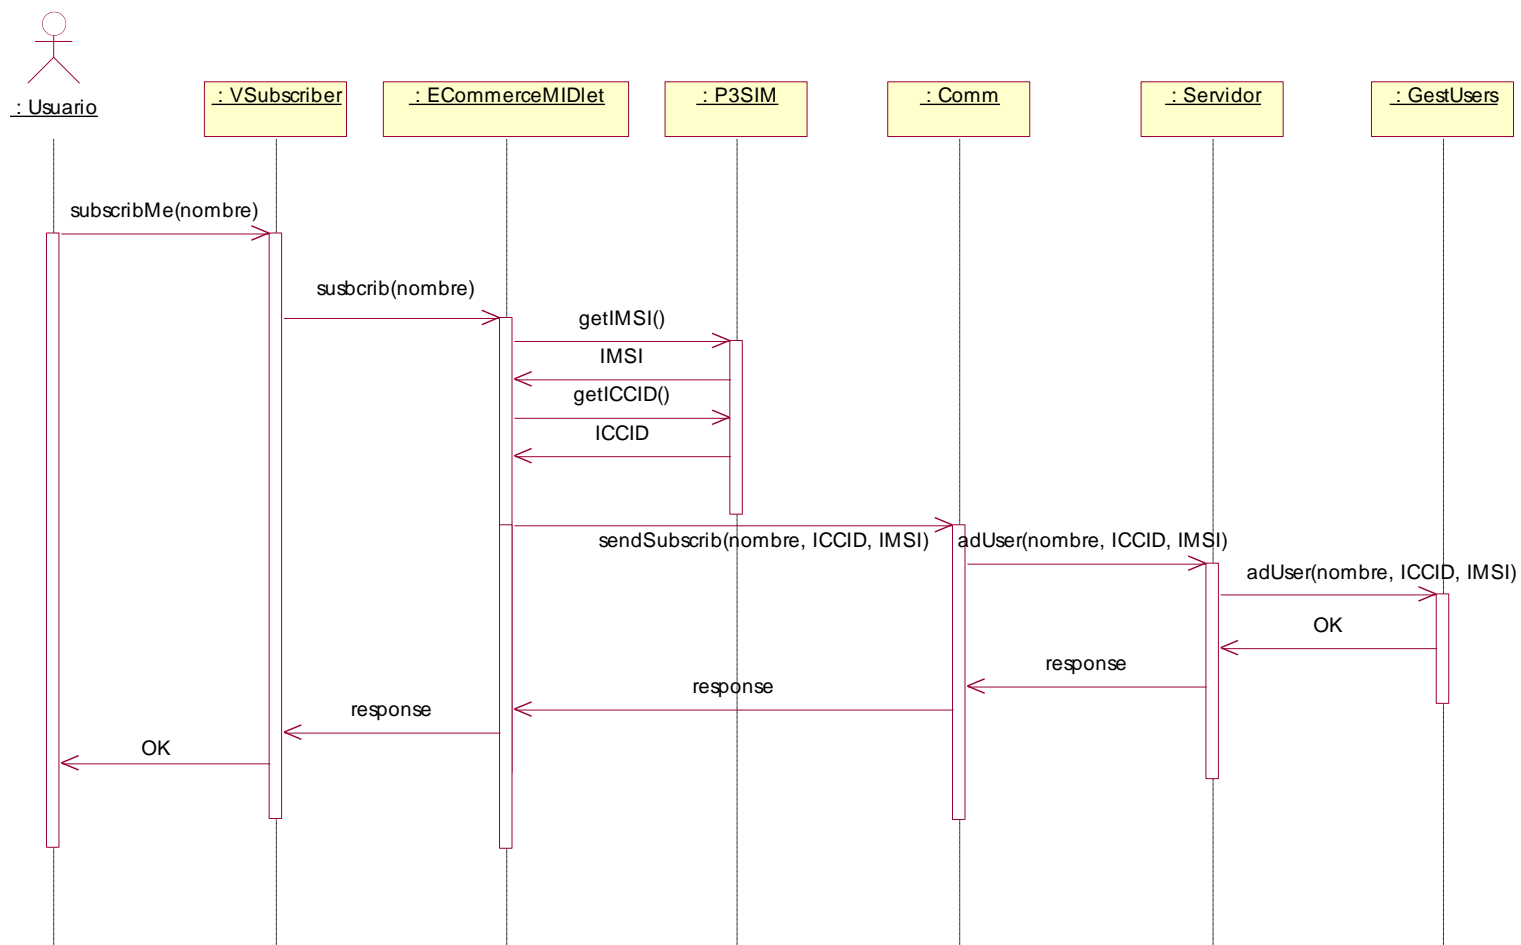 : Usuario
: VSubscriber
: ECommerceMIDlet
: P3SIM
: Comm
: Servidor
: GestUsers
subscribMe(nombre)
susbcrib(nombre)
getIMSI()
IMSI
getICCID()
ICCID
sendSubscrib(nombre, ICCID, IMSI)
adUser(nombre, ICCID, IMSI)
adUser(nombre, ICCID, IMSI)
OK
response
response
response
OK